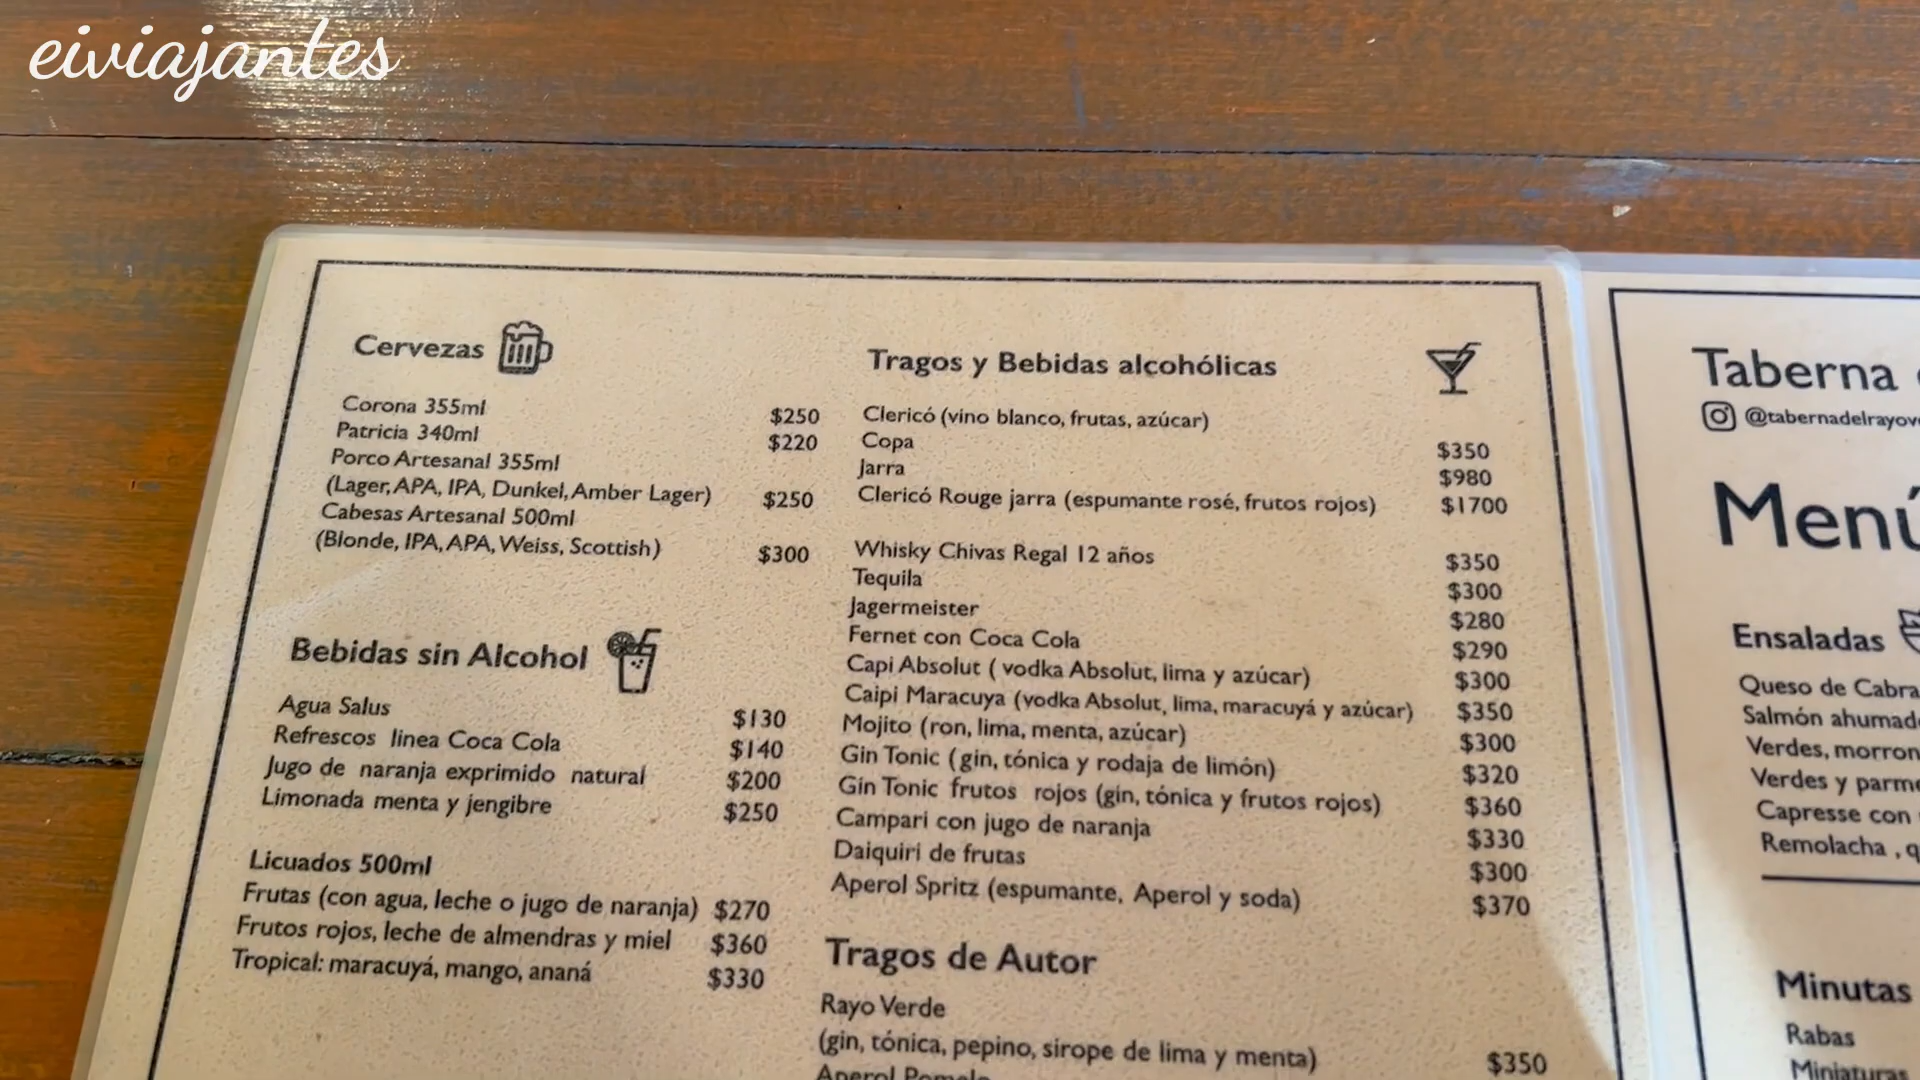 eiviajantes
Cervezas
Corona 355ml $250
Patricia 340ml $220
Porco Artesanal 355ml
(Lager, APA, IPA, Dunkel, Amber Lager) $250
Cabesas Artesanal 500ml
(Blonde, IPA, APA, Weiss, Scottish) $300
Bebidas sin Alcohol
Agua Salus $130
Refrescos linea Coca Cola $140
Jugo de naranja exprimido natural $200
Limonada menta y jengibre $250
Licuados 500ml
Frutas (con agua, leche o jugo de naranja) $270
Frutos rojos, leche de almendras y miel $360
Tropical: maracuyá, mango, ananá $330
Tragos y Bebidas alcohólicas
Clericó (vino blanco, frutas, azúcar)
Copa $350
Jarra $980
Clericó Rouge jarra (espumante rosé, frutos rojos) $1700
Whisky Chivas Regal 12 años $350
Tequila $300
Jagermeister $280
Fernet con Coca Cola $290
Capi Absolut ( vodka Absolut, lima y azúcar) $300
Caipi Maracuya (vodka Absolut, lima, maracuyá y azúcar) $350
Mojito (ron, lima, menta, azúcar) $300
Gin Tonic (gin, tónica y rodaja de limón) $320
Gin Tonic frutos rojos (gin, tónica y frutos rojos) $360
Campari con jugo de naranja $330
Daiquiri de frutas $300
Aperol Spritz (espumante, Aperol y soda) $370
Tragos de Autor
Rayo Verde
(gin, tónica, pepino, sirope de lima y menta) $350
Aperol Pomelo
Taberna
@tabernadelrayov
Menú
Ensaladas
Queso de Cabra
Salmón ahumad
Verdes, morron
Verdes y parme
Capresse con
Remolacha , q
Minutas
Rabas
Miniaturas